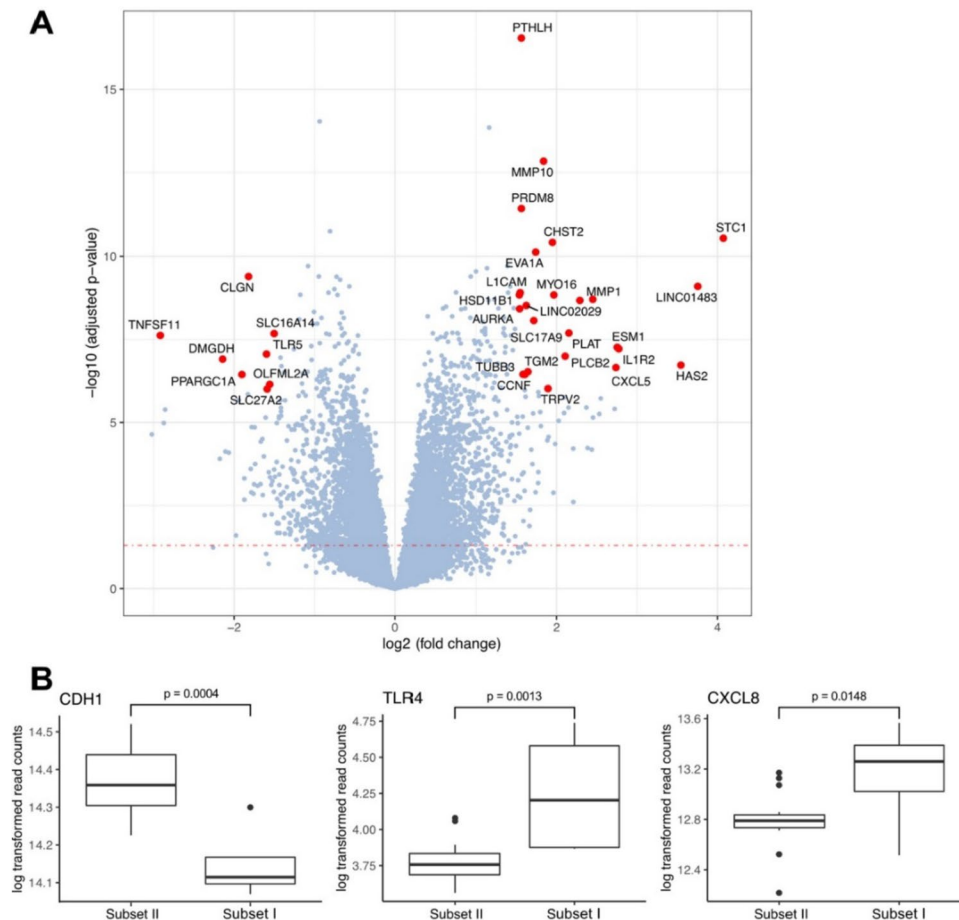 A
PTHLH
15
MMP10
PRDM8
CHST2
STC1
10
EVA1A
CLGN
L1CAM
MYO16
MMP1
LINC01483
HSD11B1
LINC02029
TNFSF11
SLC16A14
AURKA
SLC17A9
PLAT
ESM1
DMGDH
TLR5
TGM2
PLCB2
IL1R2
PPARGC1A
OLFML2A
TUBB3
CXCL5
HAS2
SLC27A2
CCNF
TRPV2
5
0
−log10 (adjusted p−value)
−2
0
2
4
log2 (fold change)
B
CDH1
p = 0.0004
14.5
14.4
14.3
14.2
14.1
log transformed read counts
Subset II
Subset I
TLR4
p = 0.0013
4.75
4.50
4.25
4.00
3.75
log transformed read counts
Subset II
Subset I
CXCL8
p = 0.0148
13.6
13.2
12.8
12.4
log transformed read counts
Subset II
Subset I